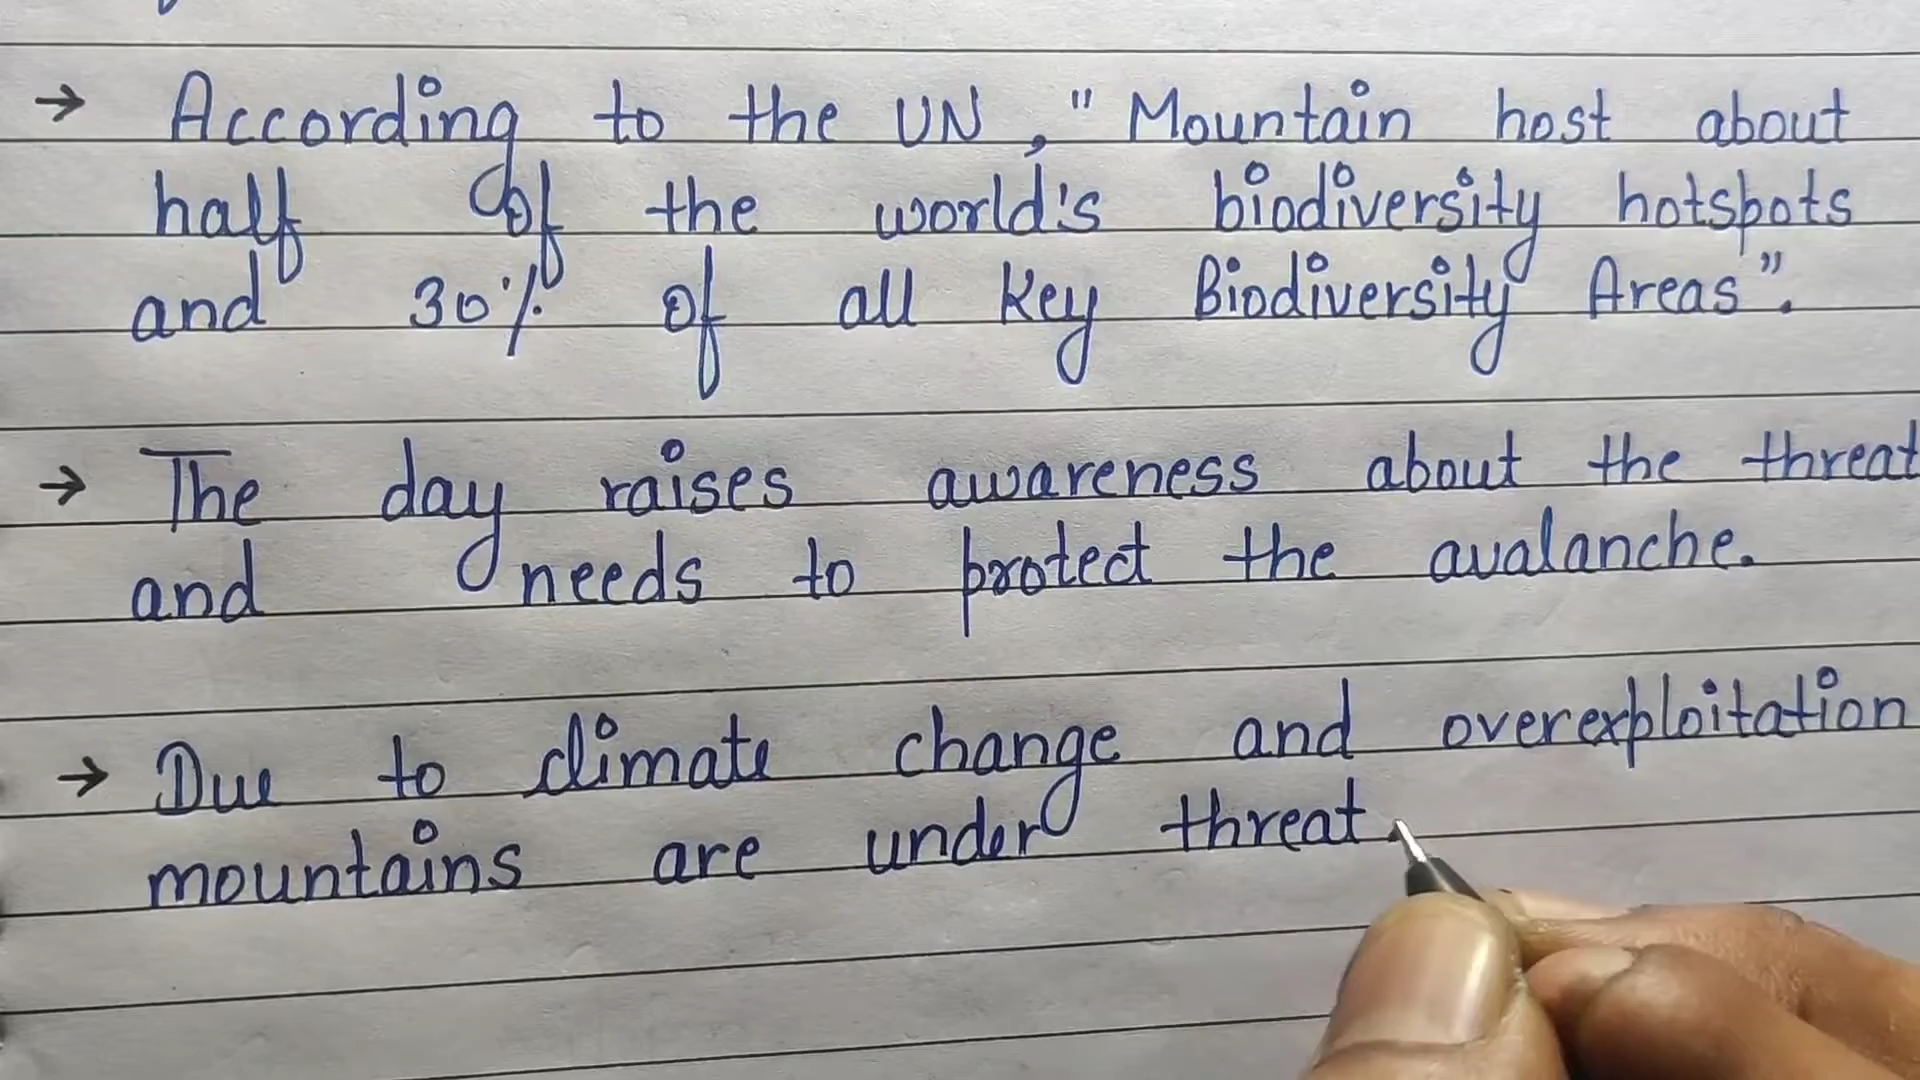 → According to the UN, "Mountain host about
half of the world's biodiversity hotspots
and 30% of all Key Biodiversity Areas".
→ The day raises awareness about the threat
and needs to protect the avalanche.
→ Due to climate change and overexploitation
mountains are under threat